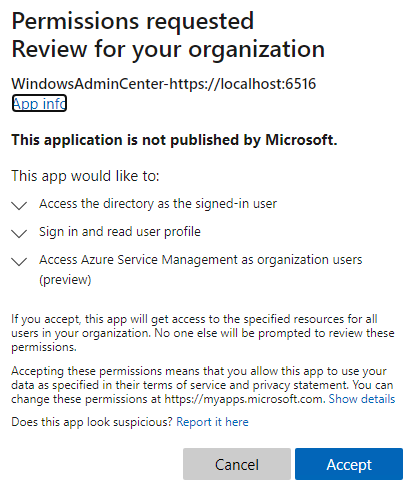 Permissions requested
Review for your organization
WindowsAdminCenter-https://localhost:6516
App info
This application is not published by Microsoft.
This app would like to:
Access the directory as the signed-in user
Sign in and read user profile
Access Azure Service Management as organization users
(preview)
If you accept, this app will get access to the specified resources for all
users in your organization. No one else will be prompted to review these
permissions.
Accepting these permissions means that you allow this app to use your
data as specified in their terms of service and privacy statement. You can
change these permissions at https://myapps.microsoft.com. Show details
Does this app look suspicious? Report it here
Cancel
Accept